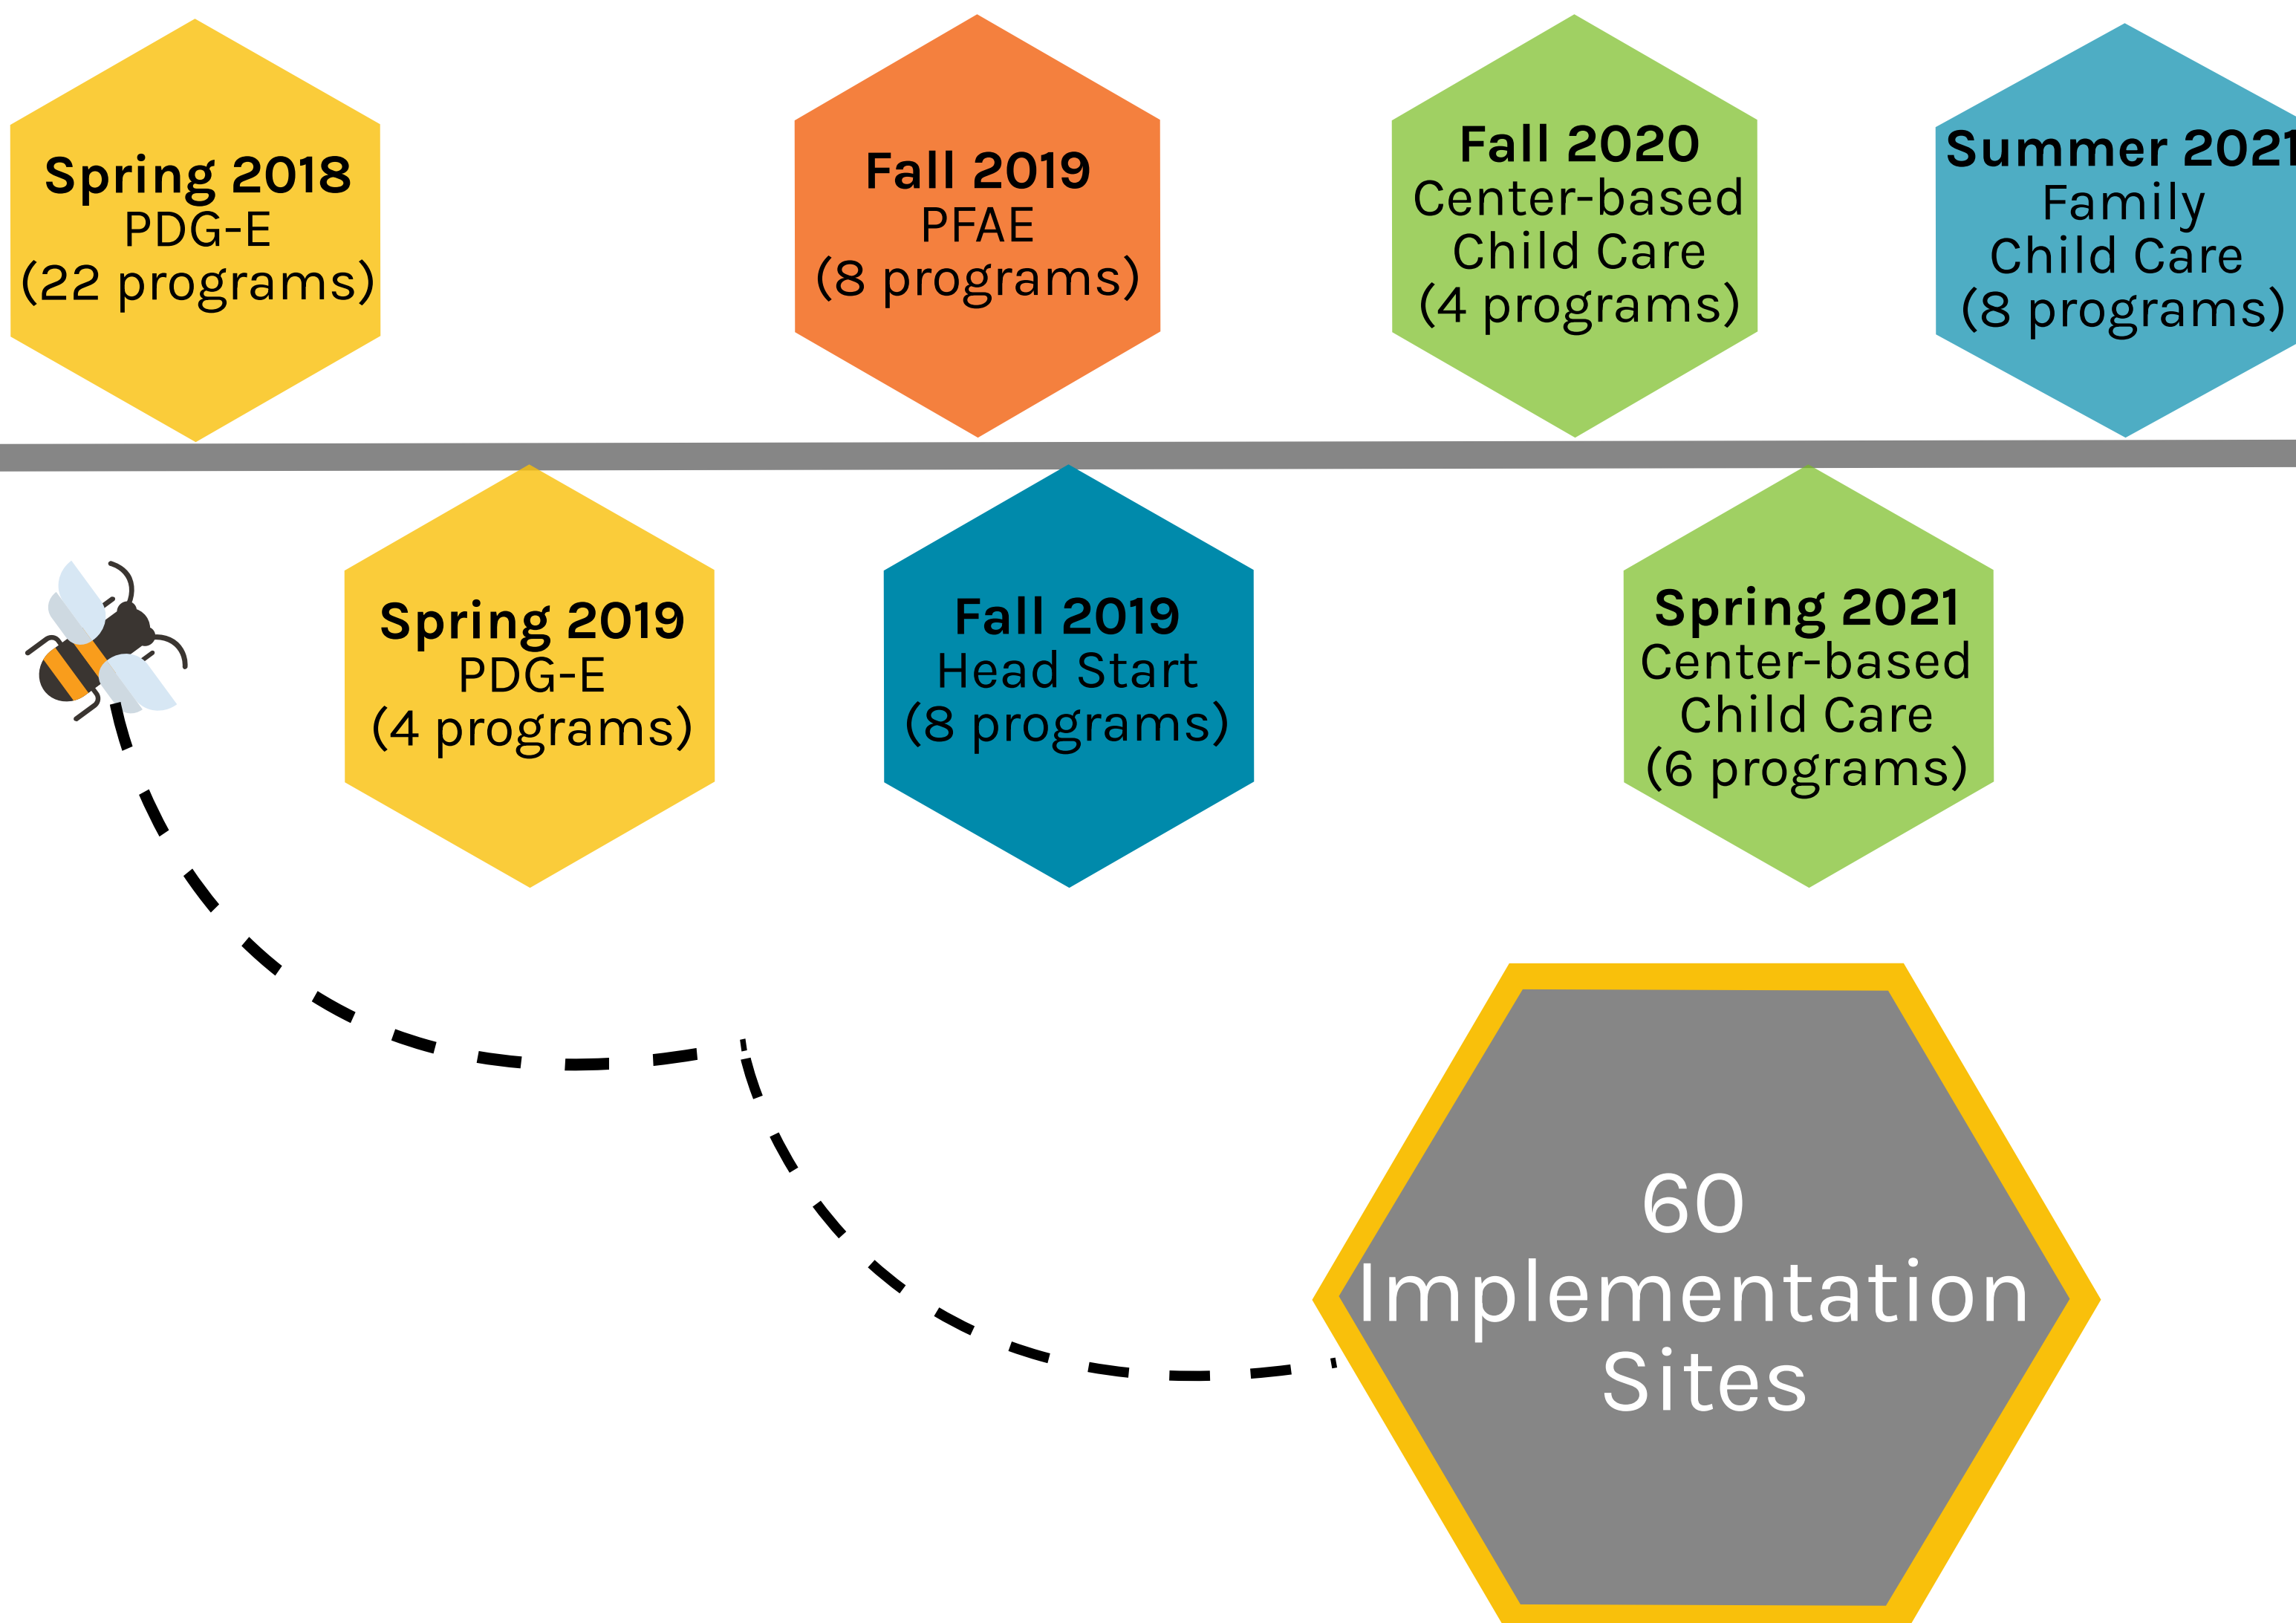 Spring 2018
PDG-E
(22 programs)
Fall 2019
PFAE
(8 programs)
Fall 2020
Center-based
Child Care
(4 programs)
Summer 2021
Family
Child Care
(8 programs)
Spring 2019
PDG-E
(4 programs)
Fall 2019
Head Start
(8 programs)
Spring 2021
Center-based
Child Care
(6 programs)
60
Implementation
Sites